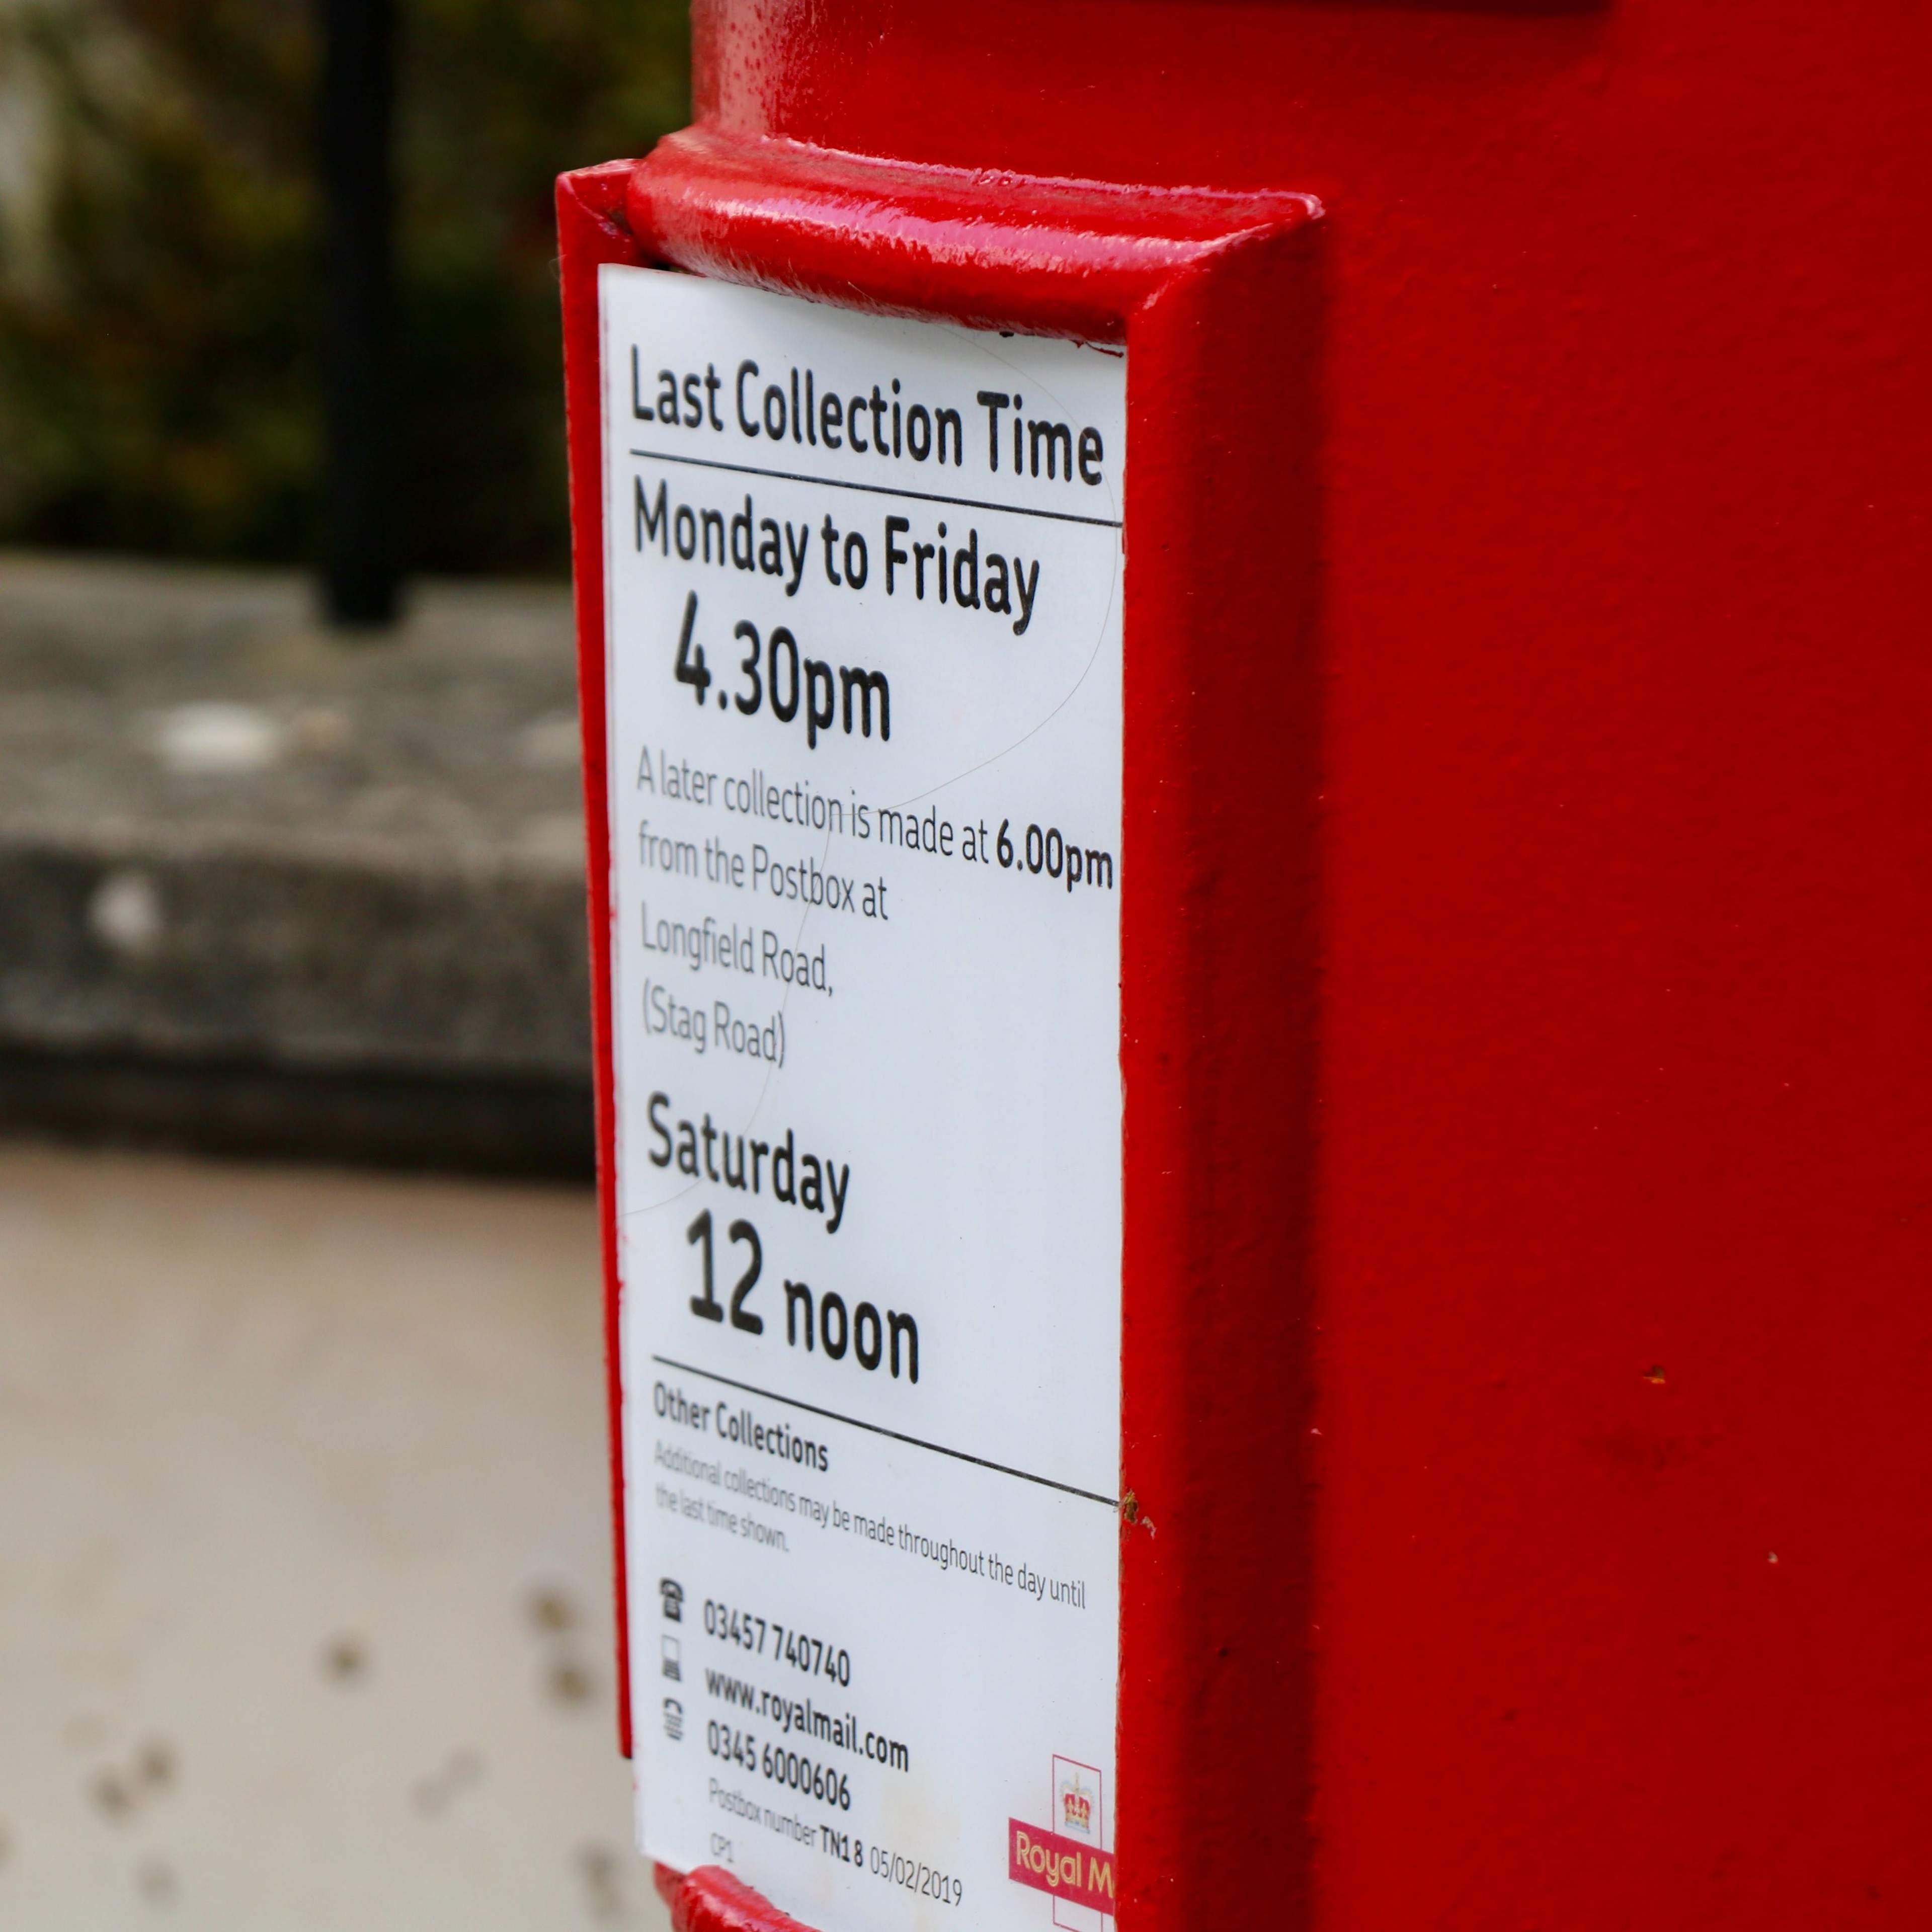 Last Collection Time
Monday to Friday
4.30pm
A later collection is made at 6.00pm
from the Postbox at
Longfield Road,
(Stag Road)
Saturday
12 noon
Other Collections
Additional collections may be made throughout the day until
the last time shown.
03457 740740
www.royalmail.com
0345 6000606
Postbox number TN1 8 05/02/2019
CP1
Royal M